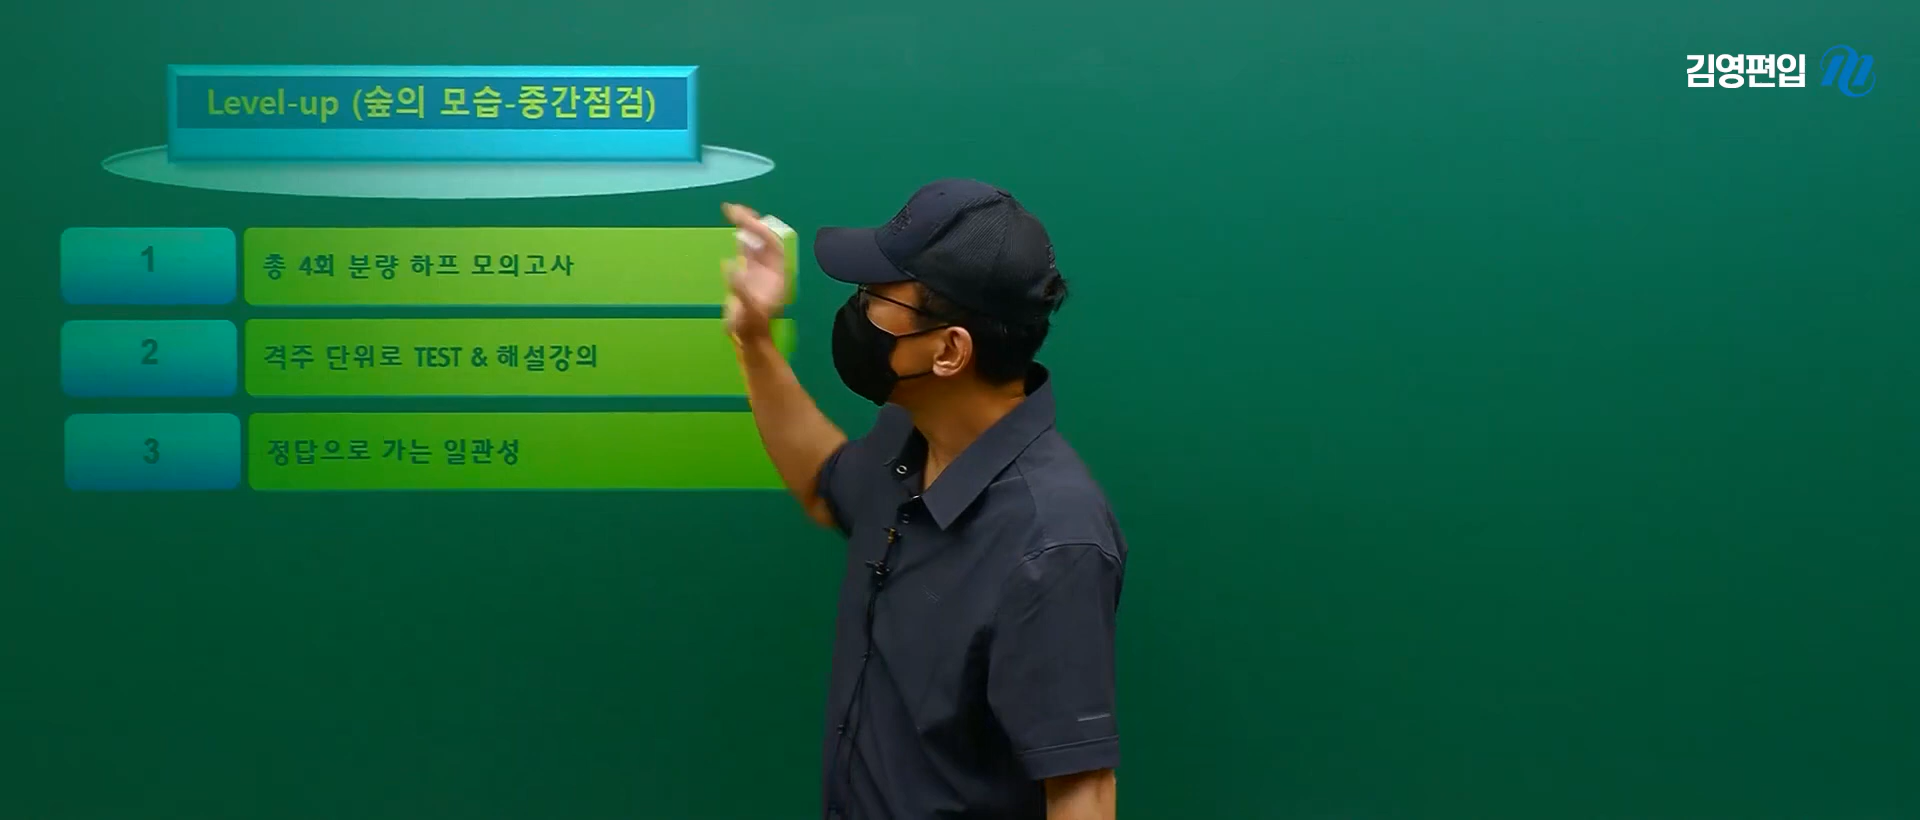 김영편입
Level-up (숲의 모습-중간점검)
1
총 4회 분량 하프 모의고사
2
격주 단위로 TEST & 해설강의
3
정답으로 가는 일관성